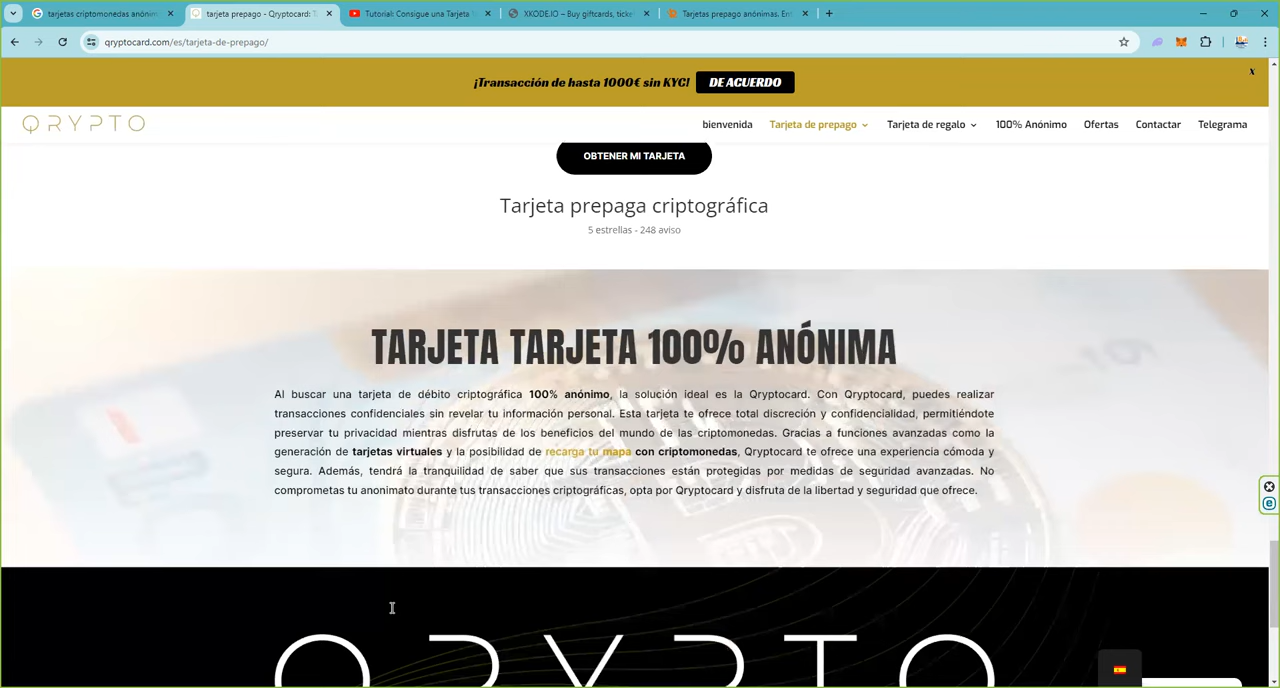 tarjetas criptomonedas anónim
tarjeta prepago - Qryptocard: T
Tutorial: Consigue una Tarjeta
XKODE.IO – Buy giftcards, ticke
Tarjetas prepago anónimas. En
qryptocard.com/es/tarjeta-de-prepago/
¡Transacción de hasta 1000€ sin KYC!
DE ACUERDO
x
QRYPTO
bienvenida
Tarjeta de prepago
Tarjeta de regalo
100% Anónimo
Ofertas
Contactar
Telegrama
OBTENER MI TARJETA
Tarjeta prepaga criptográfica
5 estrellas - 248 aviso
TARJETA TARJETA 100% ANÓNIMA
Al buscar una tarjeta de débito criptográfica 100% anónimo, la solución ideal es la Qryptocard. Con Qryptocard, puedes realizar
transacciones confidenciales sin revelar tu información personal. Esta tarjeta te ofrece total discreción y confidencialidad, permitiéndote
preservar tu privacidad mientras disfrutas de los beneficios del mundo de las criptomonedas. Gracias a funciones avanzadas como la
generación de tarjetas virtuales y la posibilidad de recarga tu mapa con criptomonedas, Qryptocard te ofrece una experiencia cómoda y
segura. Además, tendrá la tranquilidad de saber que sus transacciones están protegidas por medidas de seguridad avanzadas. No
comprometas tu anonimato durante tus transacciones criptográficas, opta por Qryptocard y disfruta de la libertad y seguridad que ofrece.
QRYPTO